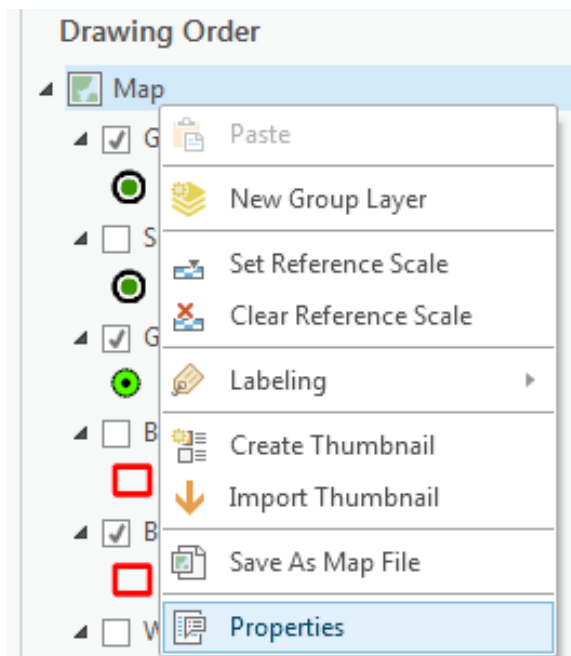 Drawing Order
Map
G
Paste
New Group Layer
S
Set Reference Scale
Clear Reference Scale
G
Labeling
B
Create Thumbnail
Import Thumbnail
B
Save As Map File
Properties